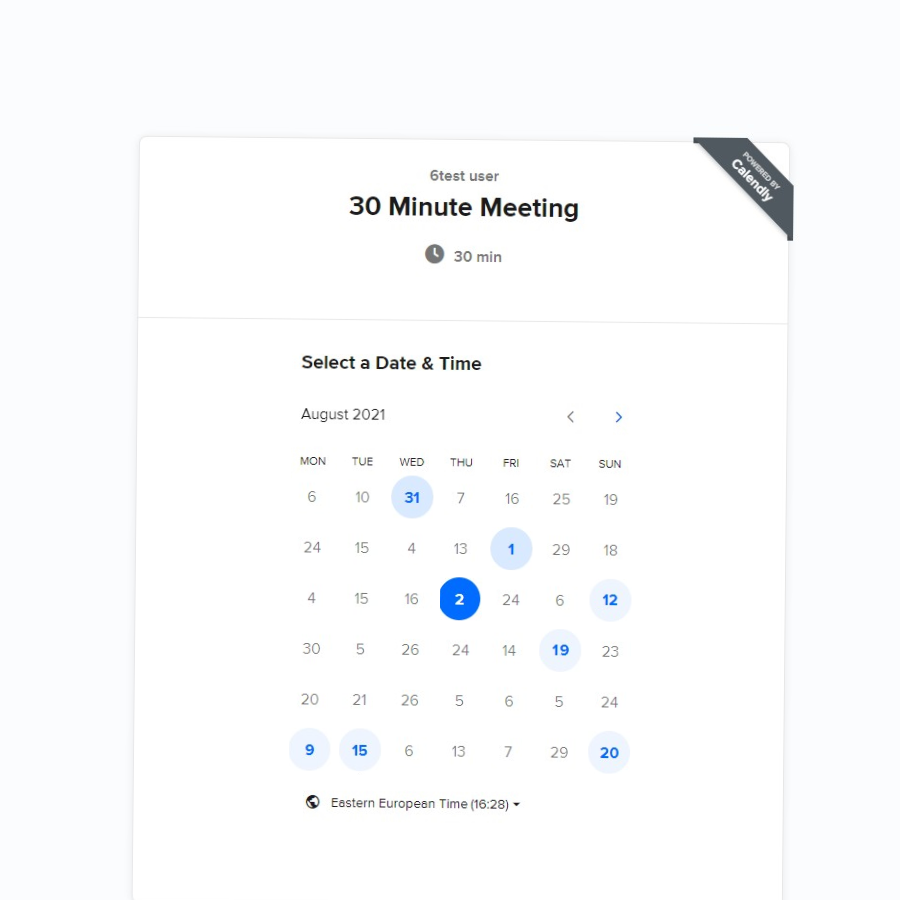 POWERED BY
Calendly
6test user
30 Minute Meeting
30 min
Select a Date & Time
August 2021
MON TUE WED THU FRI SAT SUN
6 10 31 7 16 25 19
24 15 4 13 1 29 18
4 15 16 2 24 6 12
30 5 26 24 14 19 23
20 21 26 5 6 5 24
9 15 6 13 7 29 20
Eastern European Time (16:28)